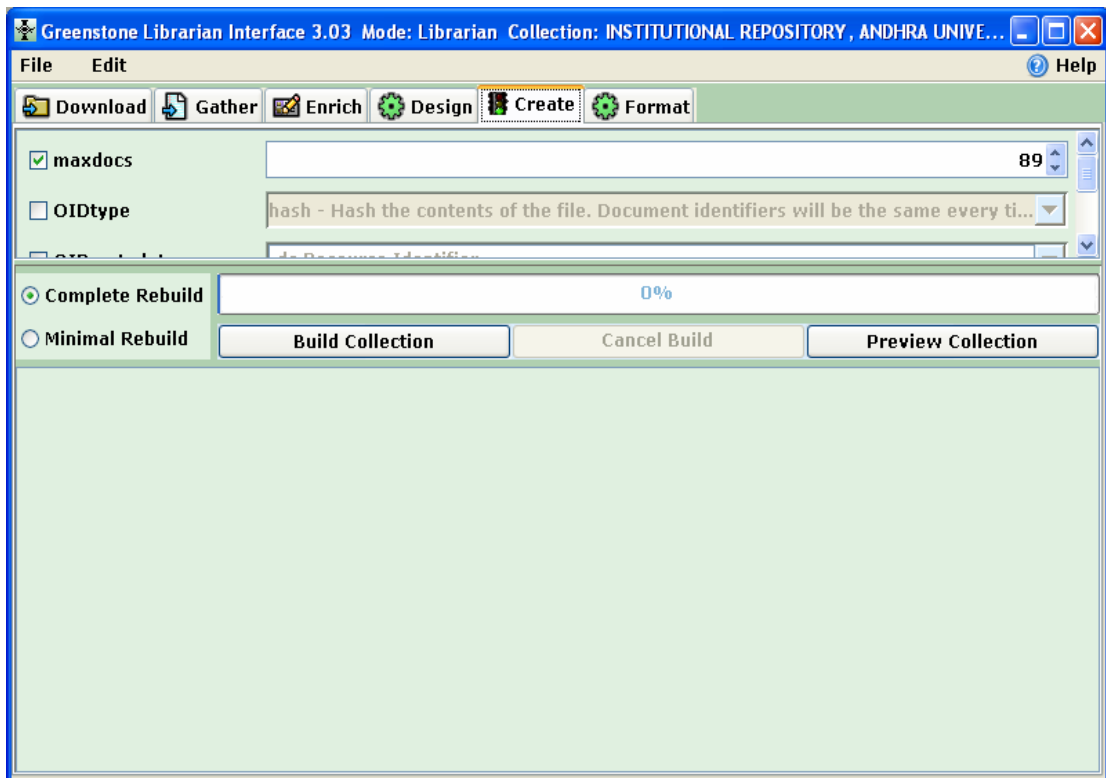 Greenstone Librarian Interface 3.03 Mode: Librarian Collection: INSTITUTIONAL REPOSITORY, ANDHRA UNIVE...
File Edit Help
Download Gather Enrich Design Create Format
maxdocs 89
OIDtype hash - Hash the contents of the file. Document identifiers will be the same every ti...
Complete Rebuild 0%
Minimal Rebuild Build Collection Cancel Build Preview Collection